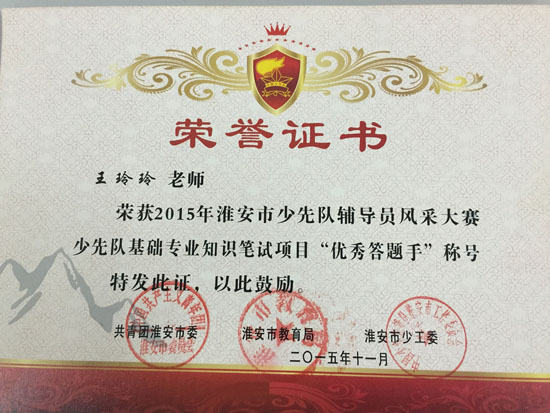 荣誉证书
王玲玲 老师
荣获2015年淮安市少先队辅导员风采大赛
少先队基础专业知识笔试项目“优秀答题手”称号
特发此证，以此鼓励。
共青团淮安市委 淮安市教育局 淮安市少工委
二〇一五年十一月